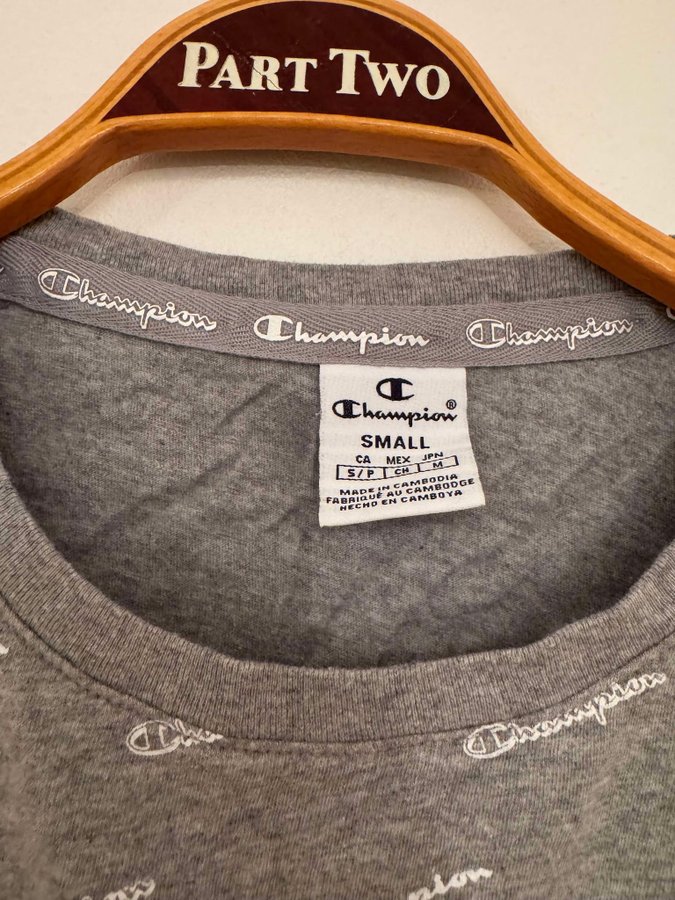 PART TWO
Champion Champion Champion
Champion®
SMALL
CA MEX JPN
S/P CH M
MADE IN CAMBODIA
FABRIQUÉ AU CAMBODGE
HECHO EN CAMBOYA
Champion